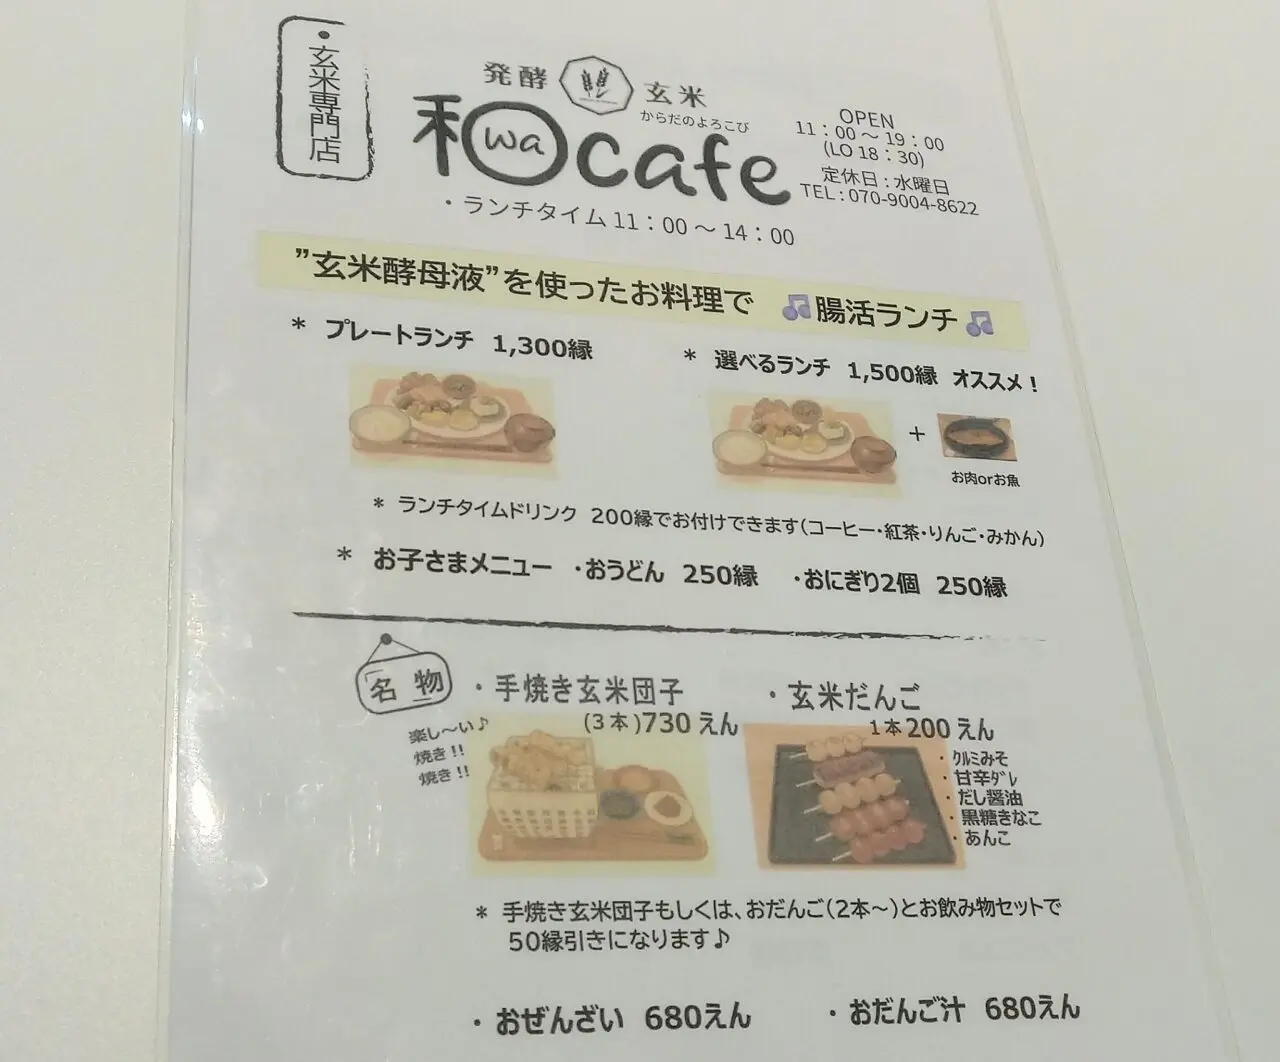 ・玄米専門店
発酵 玄米
からだのよろこび
和 wa cafe
OPEN
11：00～19：00
(LO 18：30)
定休日：水曜日
TEL：070-9004-8622
・ランチタイム 11：00～14：00
”玄米酵母液”を使ったお料理で ♫腸活ランチ♫
＊ プレートランチ 1,300縁
＊ 選べるランチ 1,500縁 オススメ！
＋
お肉orお魚
＊ ランチタイムドリンク 200縁でお付けできます(コーヒー・紅茶・りんご・みかん)
＊ お子さまメニュー ・おうどん 250縁 ・おにぎり2個 250縁
名物
・手焼き玄米団子
(３本)730えん
楽し～い♪
焼き!!
焼き!!
・玄米だんご
1本200えん
・クルミみそ
・甘辛ダレ
・だし醤油
・黒糖きなこ
・あんこ
＊ 手焼き玄米団子もしくは、おだんご(2本～)とお飲み物セットで
50縁引きになります♪
・おぜんざい 680えん
・おだんご汁 680えん